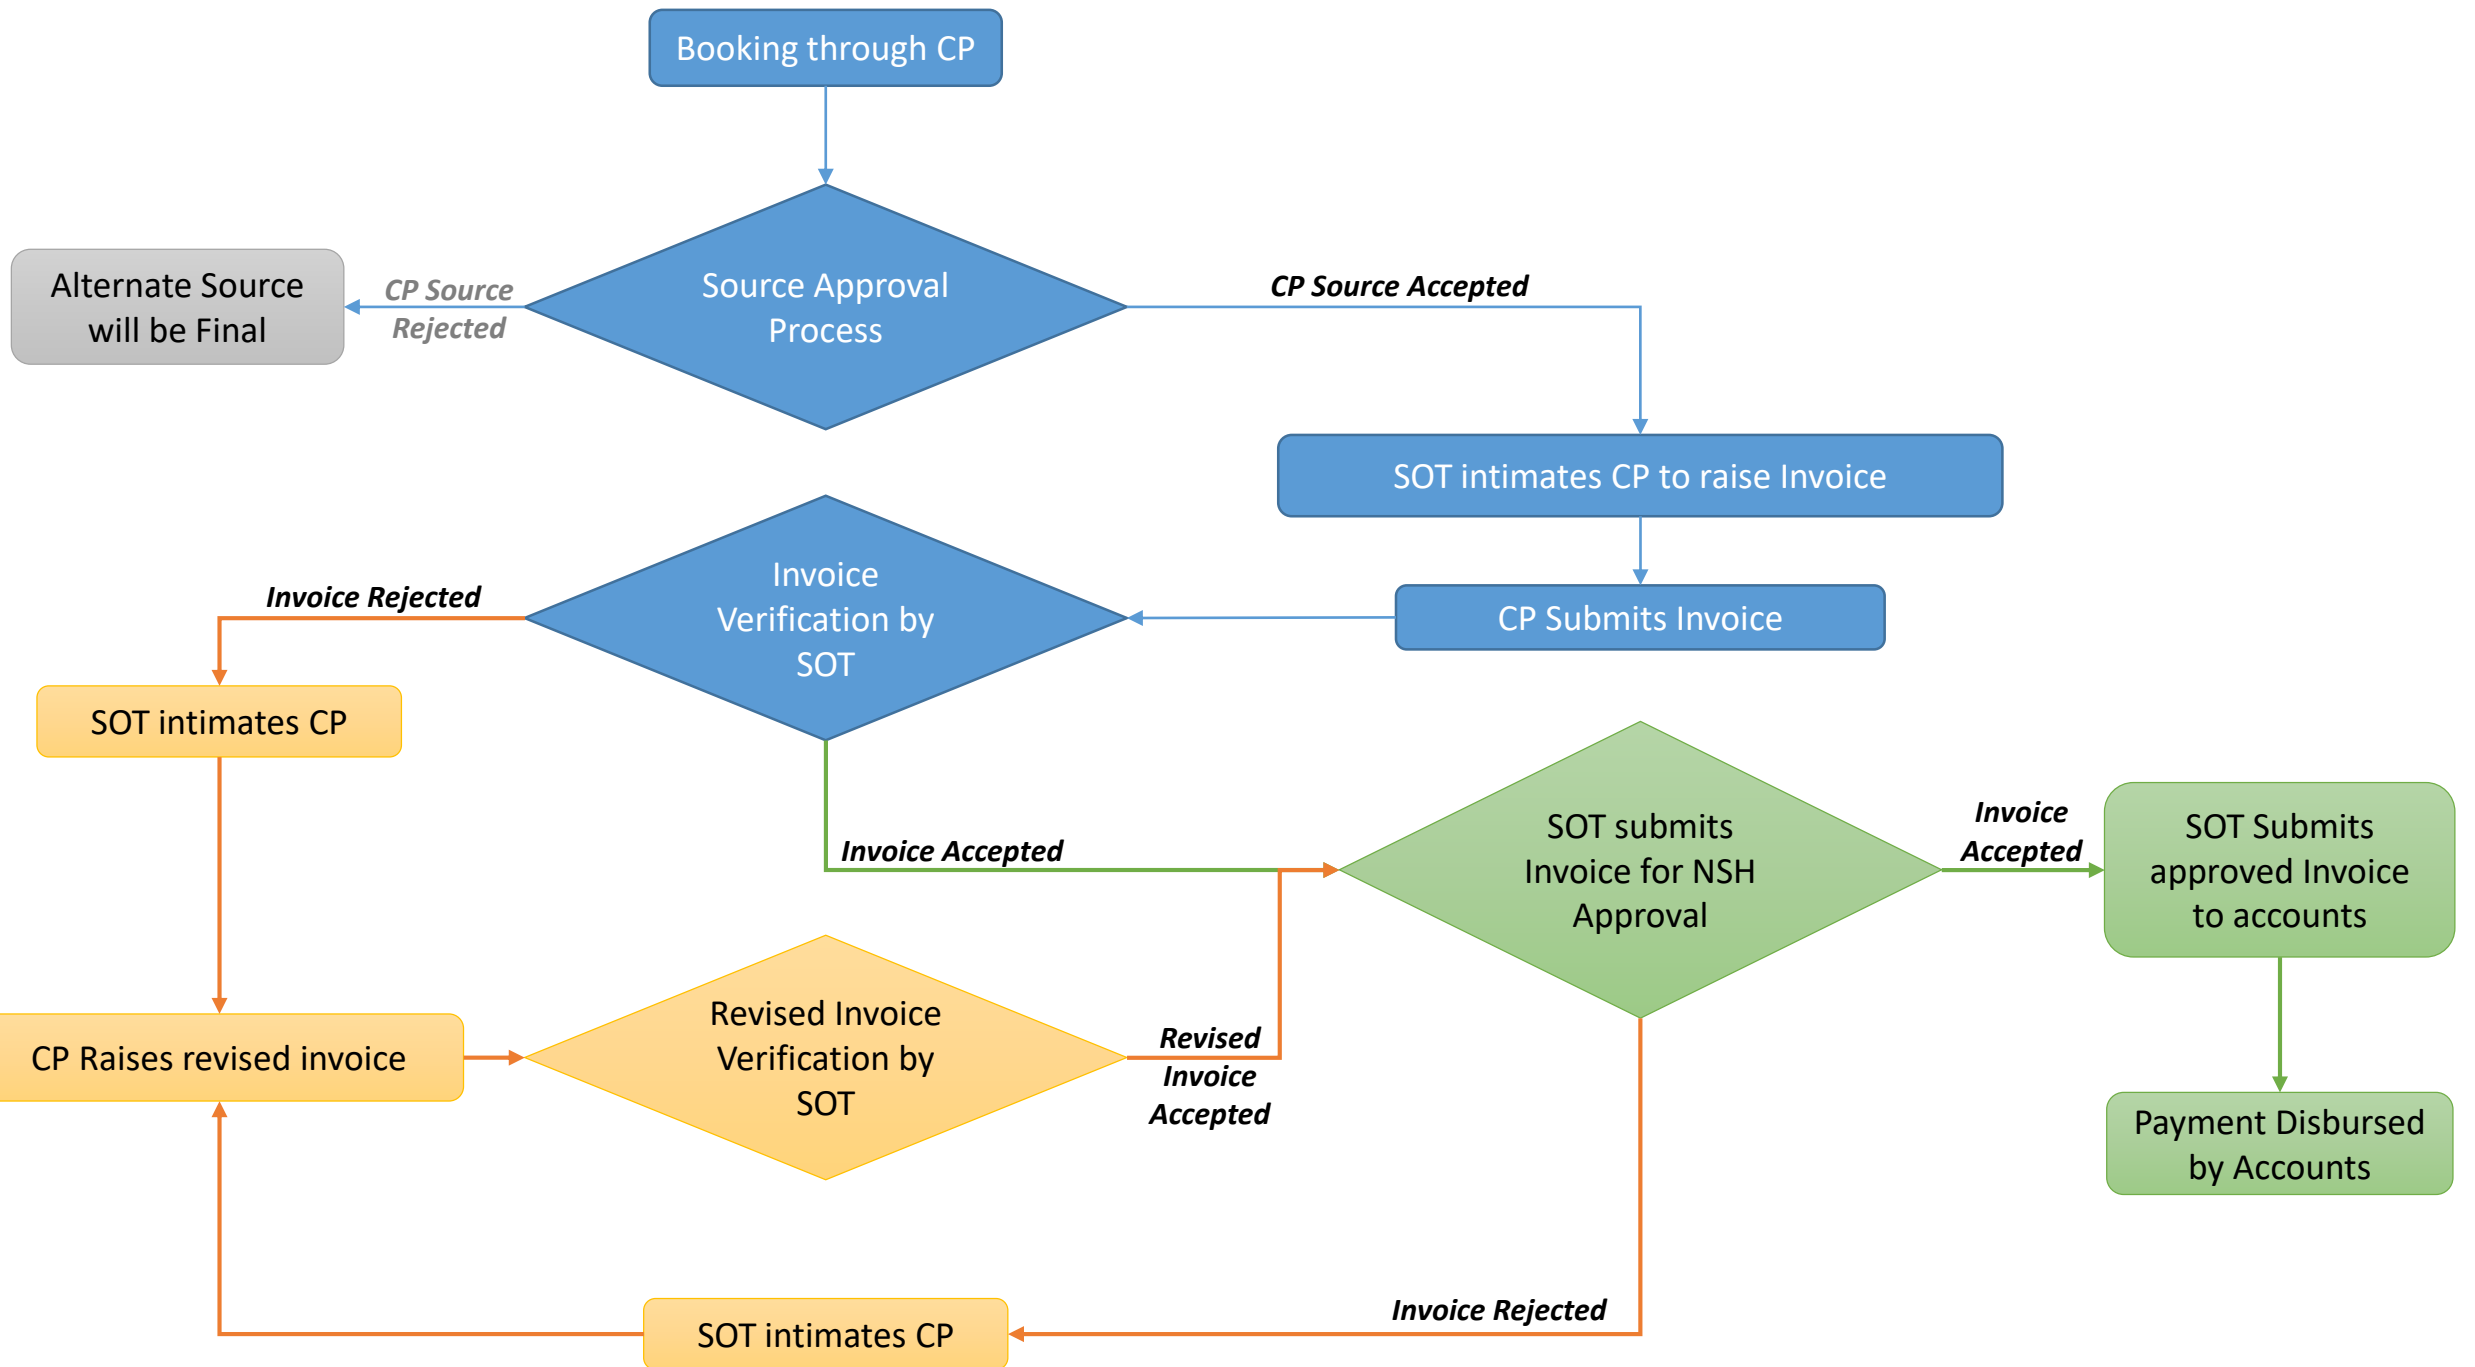 Booking through CP
Source Approval
Process
Alternate Source
will be Final
CP Source
Rejected
CP Source Accepted
SOT intimates CP to raise Invoice
CP Submits Invoice
Invoice
Verification by
SOT
Invoice Rejected
SOT intimates CP
Invoice Accepted
SOT submits
Invoice for NSH
Approval
Invoice
Accepted
SOT Submits
approved Invoice
to accounts
CP Raises revised invoice
Revised Invoice
Verification by
SOT
Revised
Invoice
Accepted
Payment Disbursed
by Accounts
Invoice Rejected
SOT intimates CP